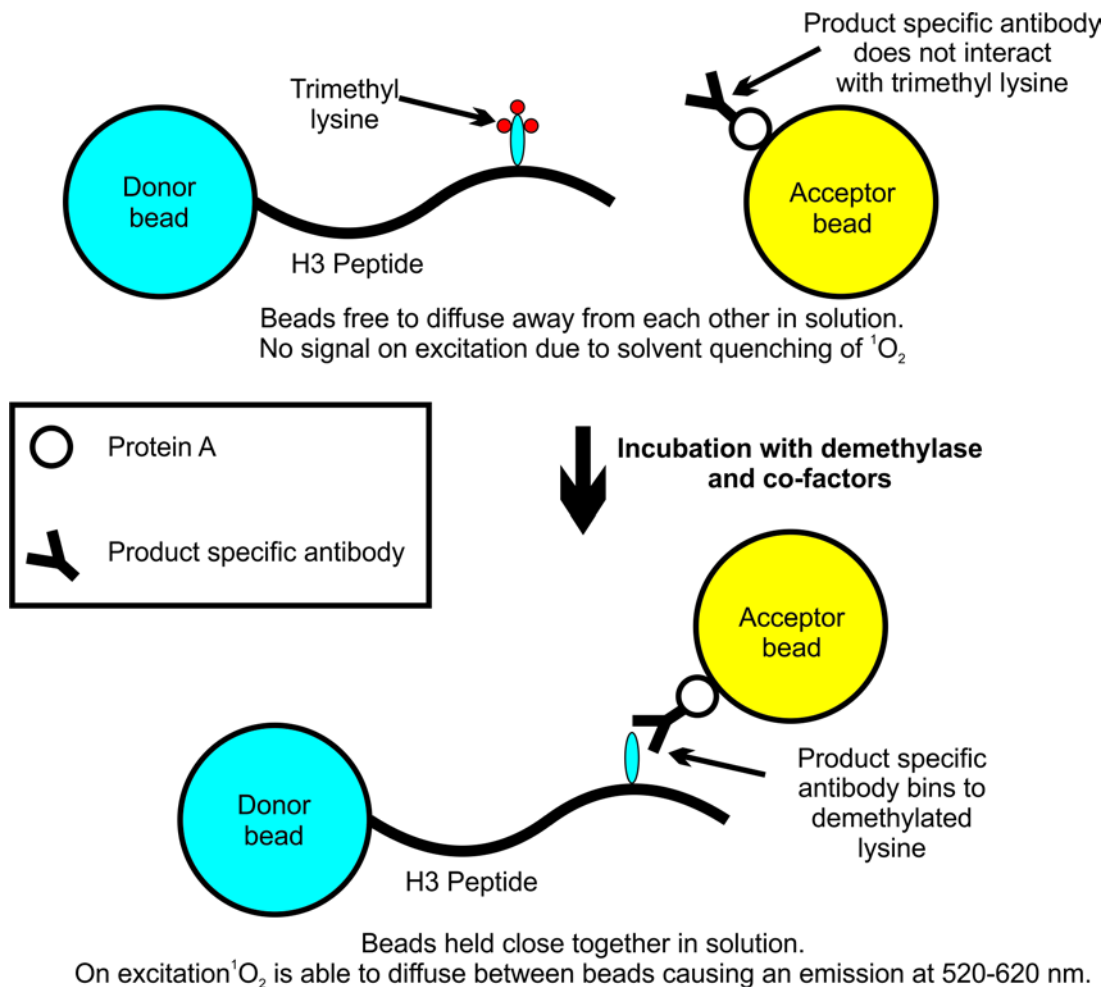 Product specific antibody
does not interact
with trimethyl lysine
Trimethyl
lysine
Donor
bead
Acceptor
bead
H3 Peptide
Beads free to diffuse away from each other in solution.
No signal on excitation due to solvent quenching of ¹O₂
Protein A
Product specific antibody
Incubation with demethylase
and co-factors
Acceptor
bead
Donor
bead
Product specific
antibody bins to
demethylated
lysine
H3 Peptide
Beads held close together in solution.
On excitation¹O₂ is able to diffuse between beads causing an emission at 520-620 nm.